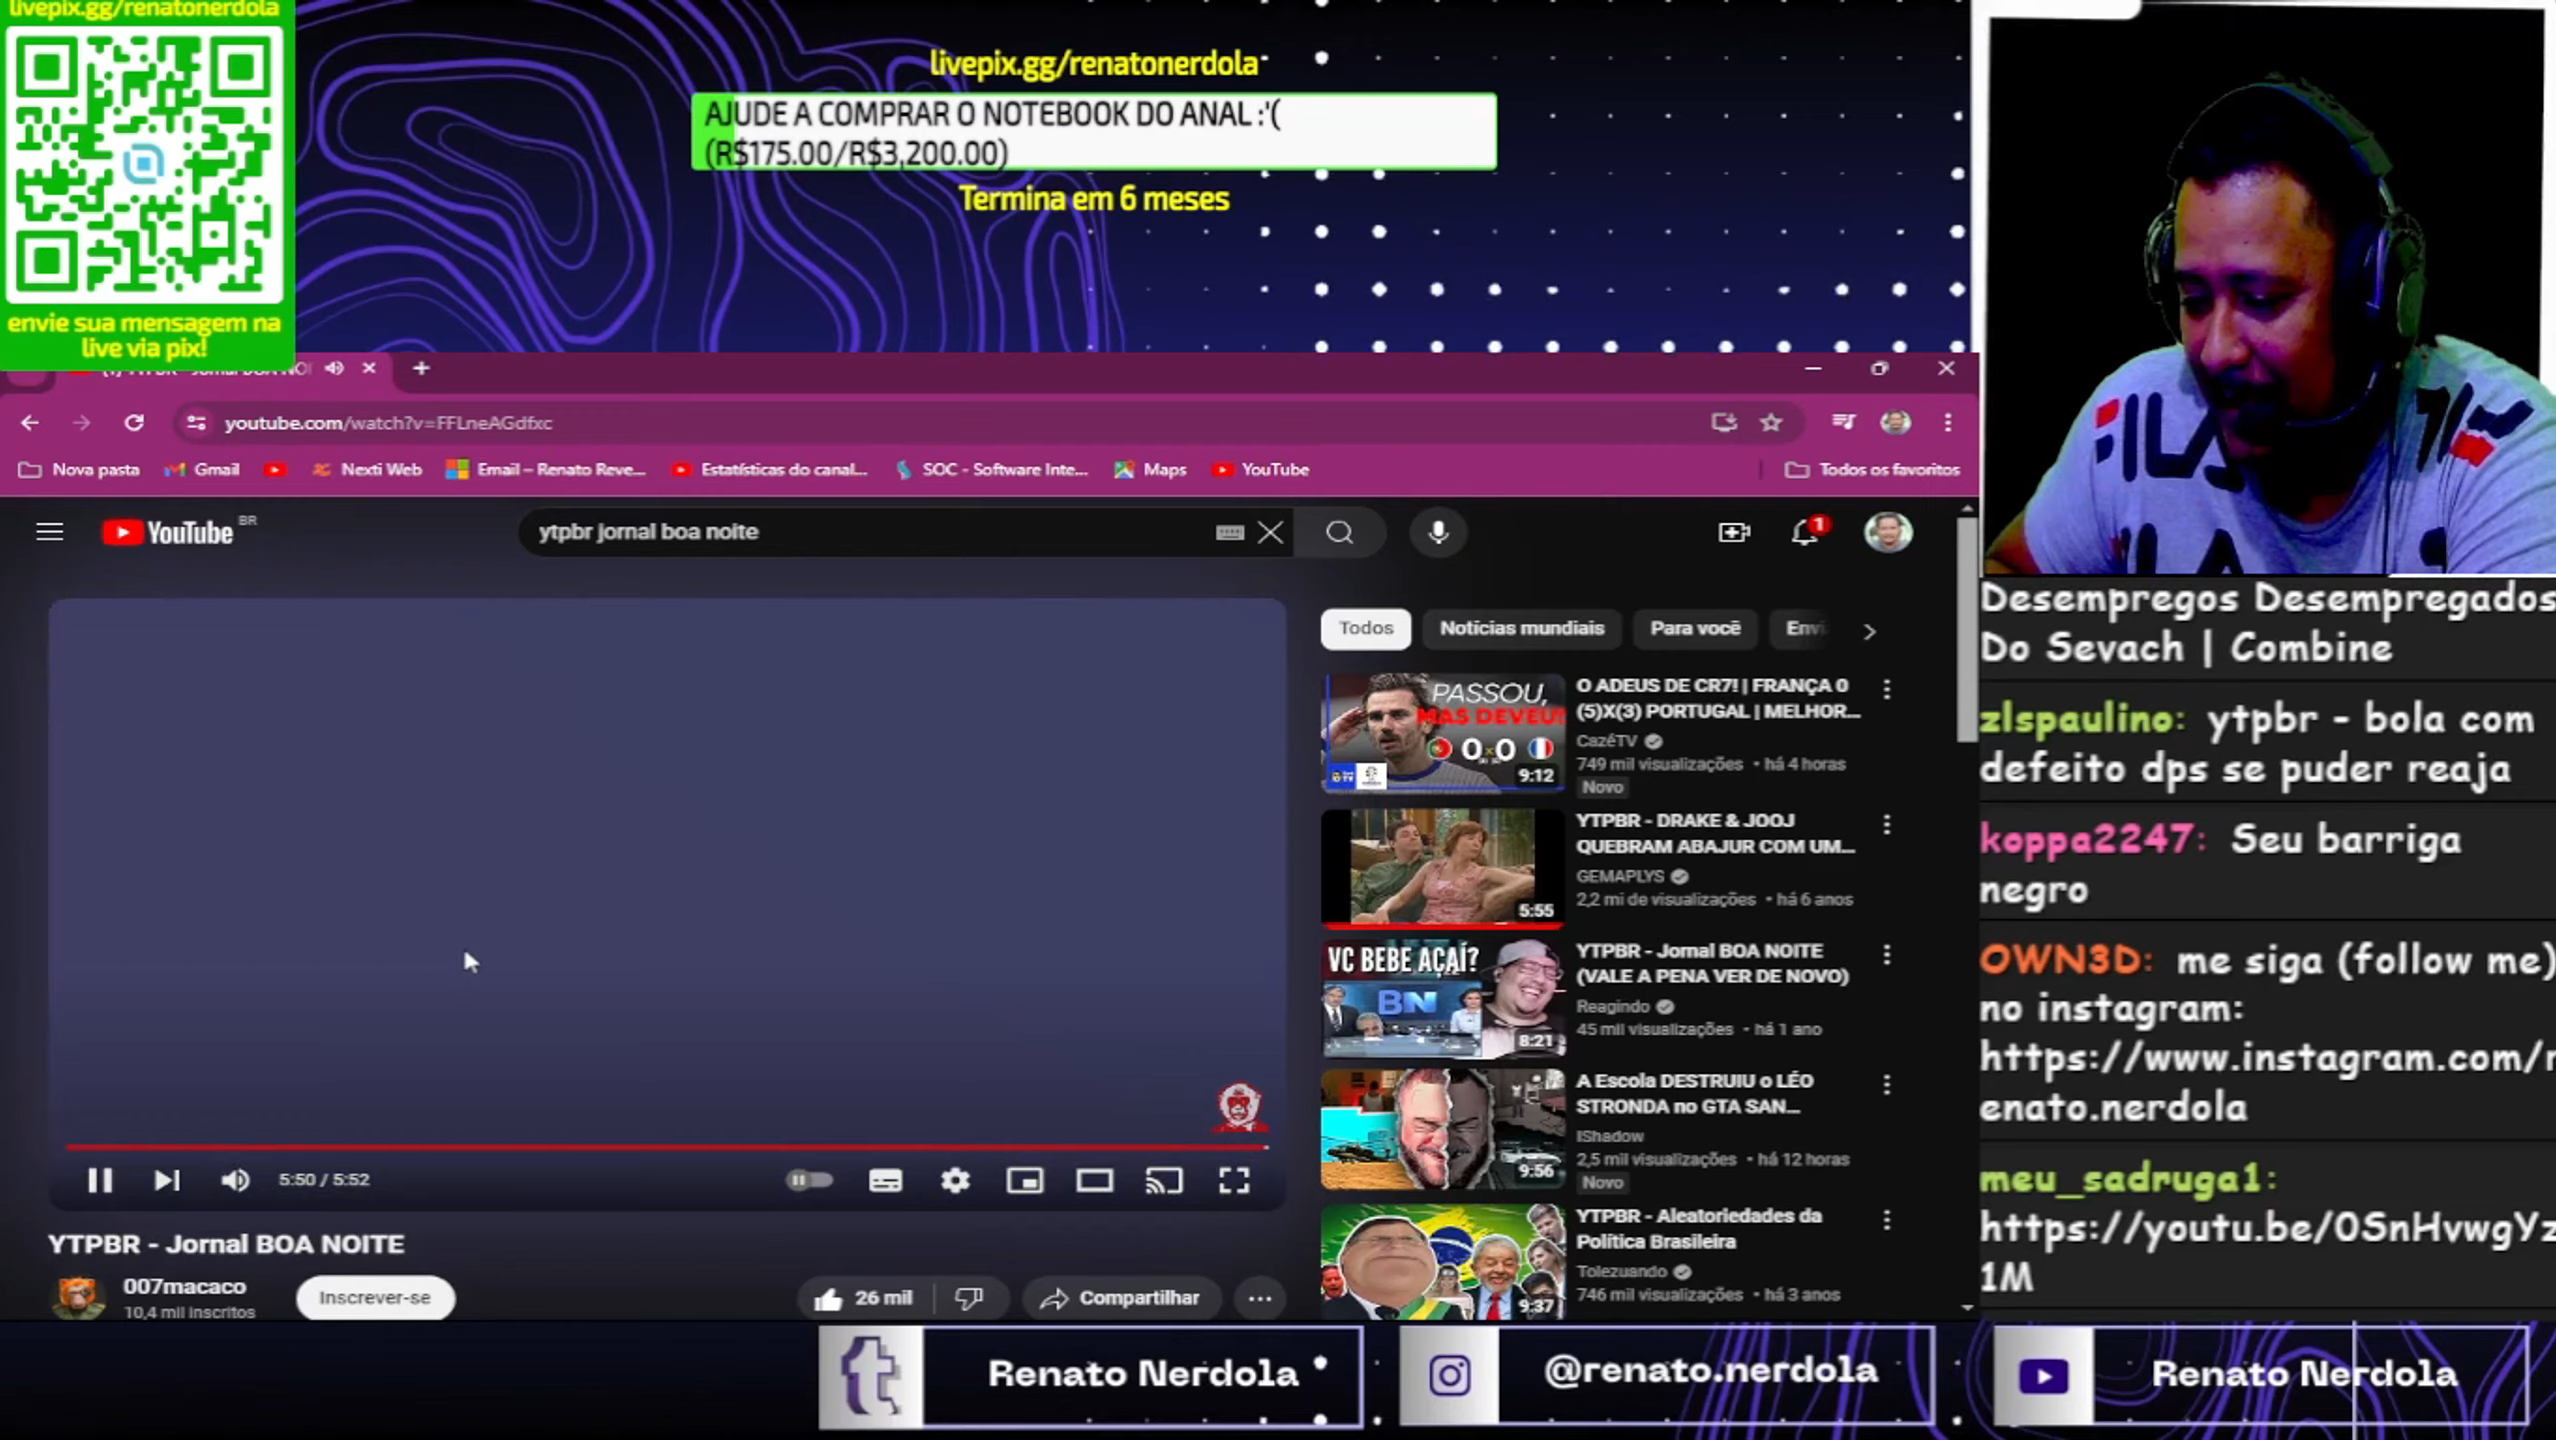 livepix.gg/renatonerdola
envie sua mensagem na
live via pix!
livepix.gg/renatonerdola
AJUDE A COMPRAR O NOTEBOOK DO ANAL :'(
(R$175.00/R$3,200.00)
Termina em 6 meses
youtube.com/watch?v=FFLneAGdfxc
Nova pasta
Gmail
Nexti Web
Email – Renato Reve...
Estatísticas do canal...
SOC - Software Inte...
Maps
YouTube
Todos os favoritos
YouTube BR
ytpbr jornal boa noite
1
Todos
Notícias mundiais
Para você
Envi
PASSOU,
MAS DEVEU!
0x0
9:12
O ADEUS DE CR7! | FRANÇA 0
(5)X(3) PORTUGAL | MELHOR...
CazéTV
749 mil visualizações • há 4 horas
Novo
5:55
YTPBR - DRAKE & JOOJ
QUEBRAM ABAJUR COM UM...
GEMAPLYS
2,2 mi de visualizações • há 6 anos
VC BEBE AÇAÍ?
BN
8:21
YTPBR - Jornal BOA NOITE
(VALE A PENA VER DE NOVO)
Reagindo
45 mil visualizações • há 1 ano
9:56
A Escola DESTRUIU o LÉO
STRONDA no GTA SAN...
IShadow
2,5 mil visualizações • há 12 horas
Novo
9:37
YTPBR - Aleatoriedades da
Política Brasileira
Tolezuando
746 mil visualizações • há 3 anos
5:50 / 5:52
YTPBR - Jornal BOA NOITE
007macaco
10,4 mil inscritos
Inscrever-se
26 mil
Compartilhar
FILA
Desempregos Desempregados
Do Sevach | Combine
zlspaulino: ytpbr - bola com
defeito dps se puder reaja
koppa2247: Seu barriga
negro
OWN3D: me siga (follow me)
no instagram:
https://www.instagram.com/r
enato.nerdola
meu_sadruga1:
https://youtu.be/0SnHvwgYz
1M
Renato Nerdola
@renato.nerdola
Renato Nerdola